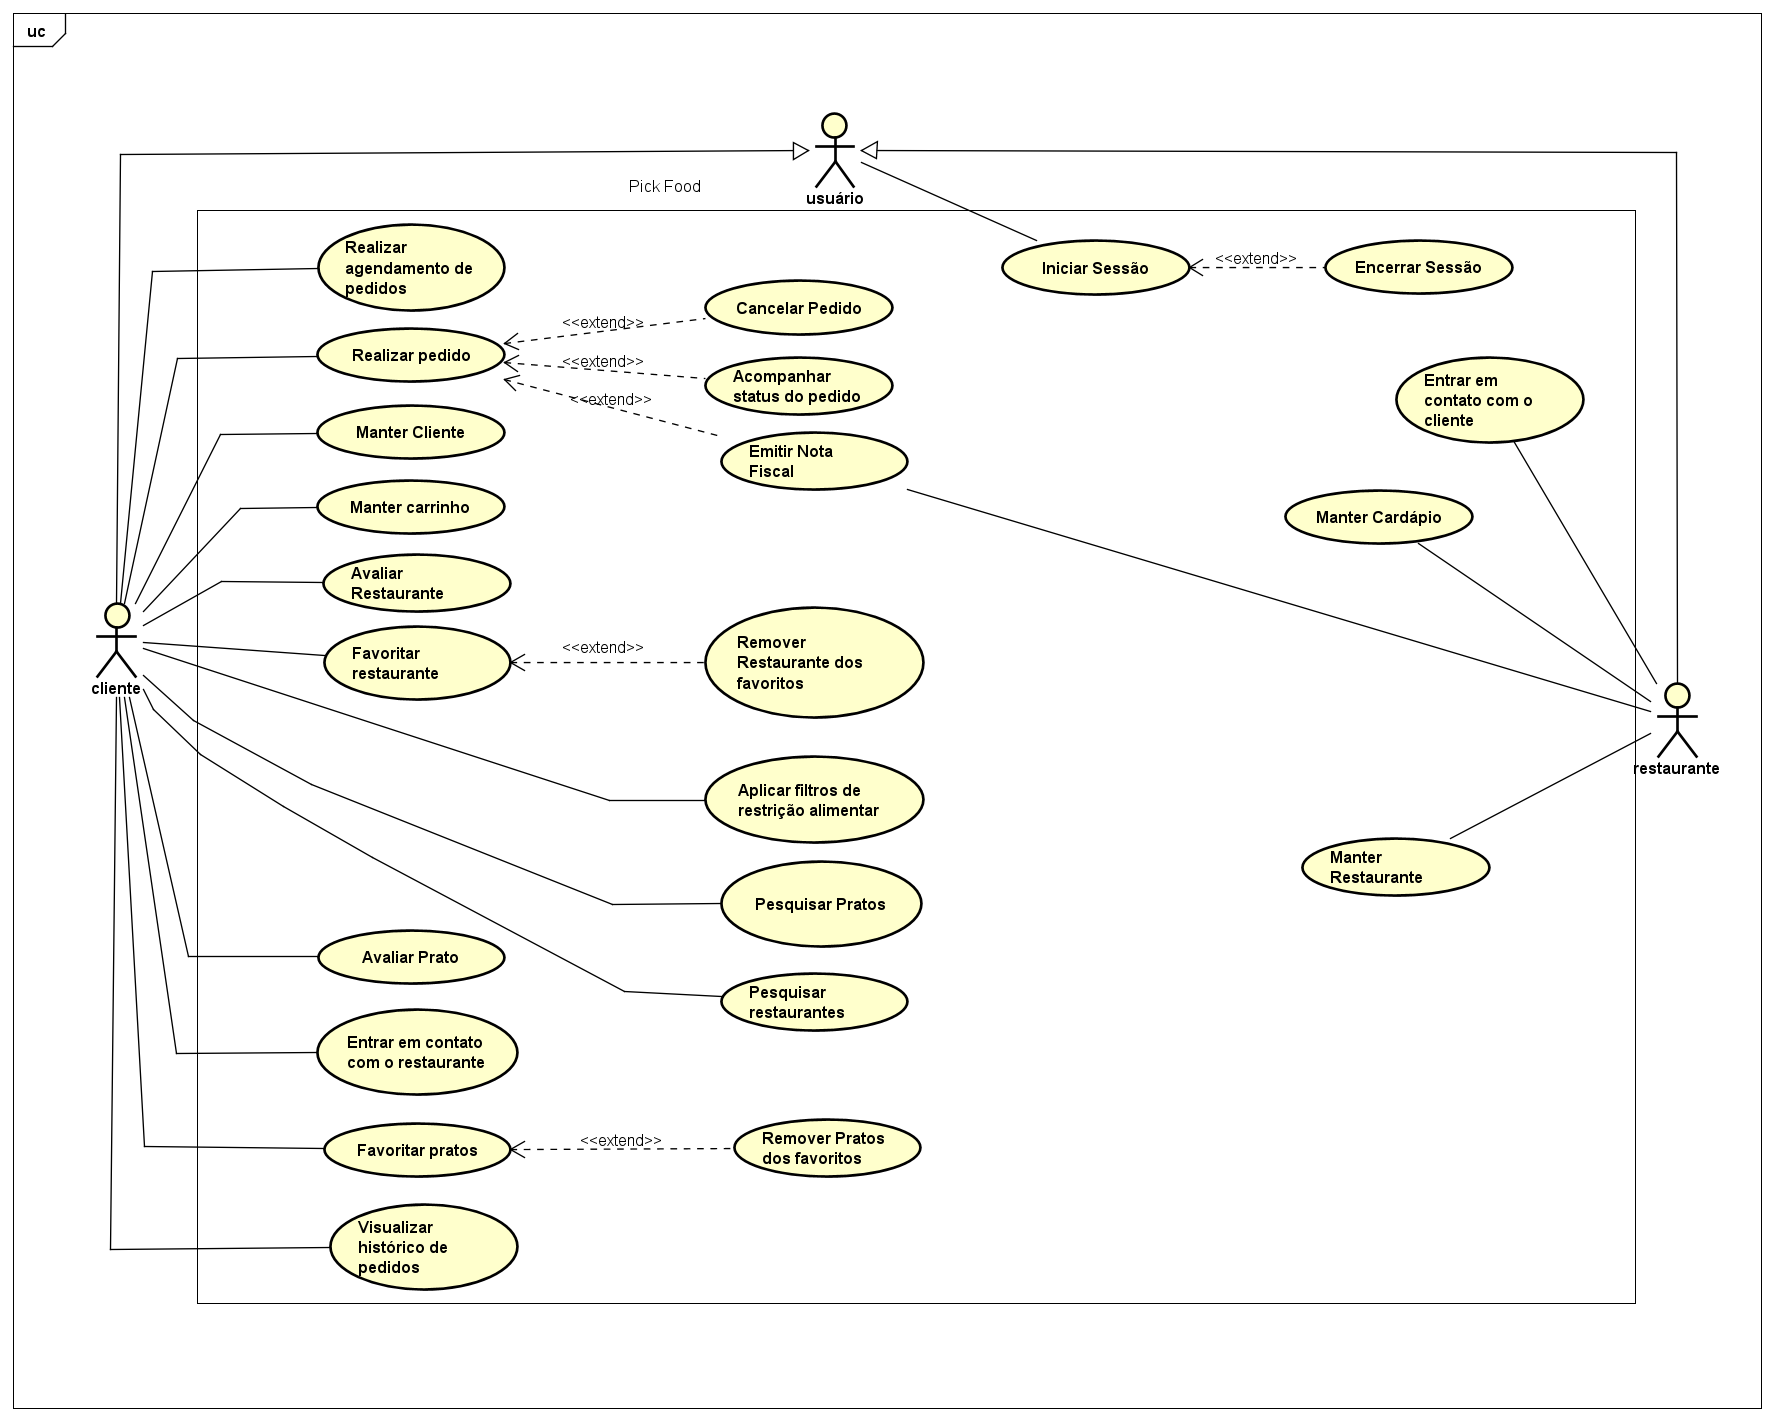 uc
usuário
Pick Food
Realizar
agendamento de
pedidos
Iniciar Sessão
<<extend>>
Encerrar Sessão
Realizar pedido
<<extend>>
Cancelar Pedido
<<extend>>
Acompanhar
status do pedido
<<extend>>
Emitir Nota
Fiscal
Entrar em
contato com o
cliente
Manter Cliente
Manter carrinho
Manter Cardápio
Avaliar
Restaurante
Favoritar
restaurante
<<extend>>
Remover
Restaurante dos
favoritos
cliente
restaurante
Aplicar filtros de
restrição alimentar
Manter
Restaurante
Pesquisar Pratos
Avaliar Prato
Pesquisar
restaurantes
Entrar em contato
com o restaurante
Favoritar pratos
<<extend>>
Remover Pratos
dos favoritos
Visualizar
histórico de
pedidos